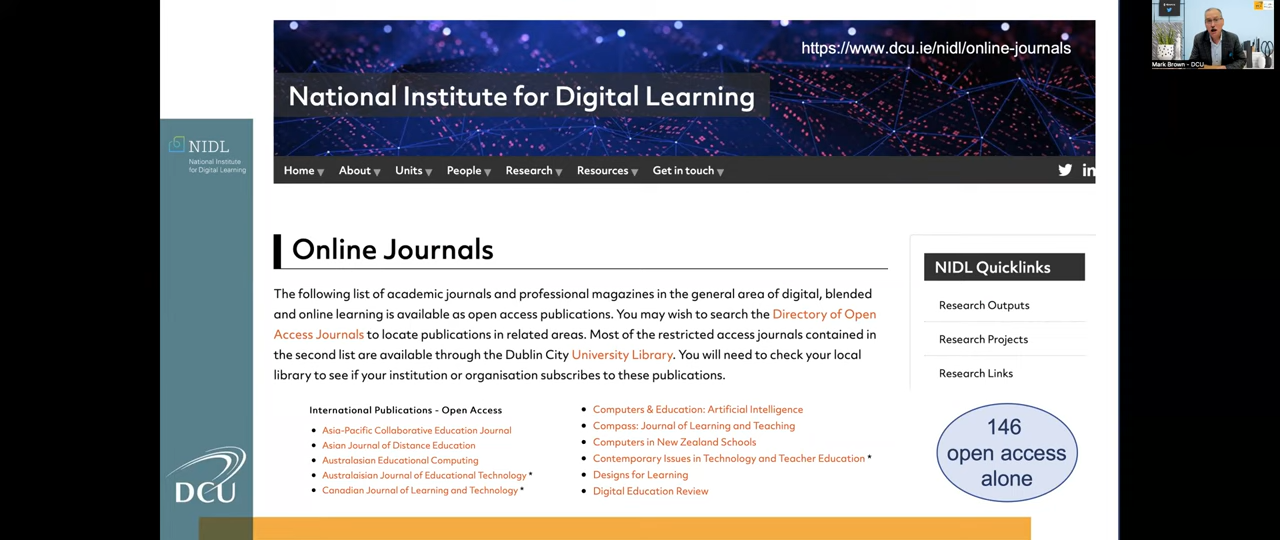 https://www.dcu.ie/nidl/online-journals
National Institute for Digital Learning
NIDL
National Institute
for Digital Learning
Home About Units People Research Resources Get in touch
Online Journals
The following list of academic journals and professional magazines in the general area of digital, blended
and online learning is available as open access publications. You may wish to search the Directory of Open
Access Journals to locate publications in related areas. Most of the restricted access journals contained in
the second list are available through the Dublin City University Library. You will need to check your local
library to see if your institution or organisation subscribes to these publications.
International Publications - Open Access
Asia-Pacific Collaborative Education Journal
Asian Journal of Distance Education
Australasian Educational Computing
Australaisian Journal of Educational Technology *
Canadian Journal of Learning and Technology *
Computers & Education: Artificial Intelligence
Compass: Journal of Learning and Teaching
Computers in New Zealand Schools
Contemporary Issues in Technology and Teacher Education *
Designs for Learning
Digital Education Review
NIDL Quicklinks
Research Outputs
Research Projects
Research Links
146
open access
alone
DCU
Mark Brown - DCU